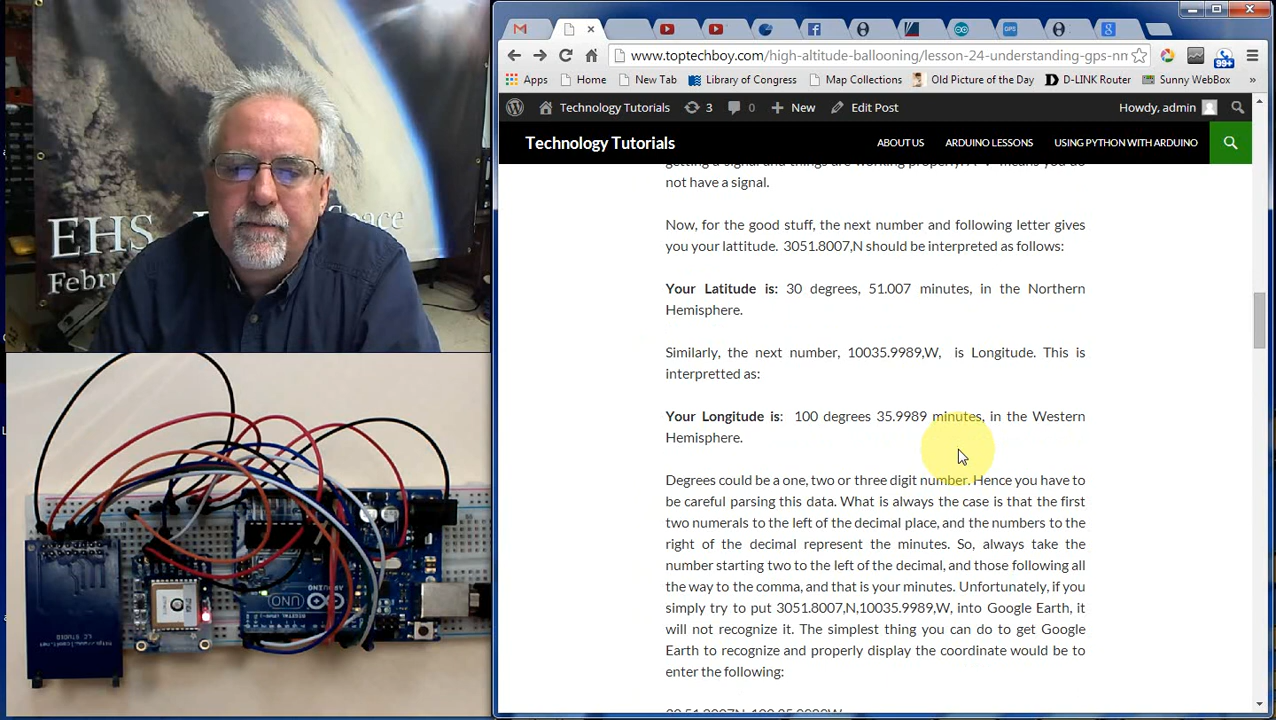 EHS
Space
Febru
ARDUINO
UNO
www.toptechboy.com/high-altitude-ballooning/lesson-24-understanding-gps-nm
99+
Apps Home New Tab Library of Congress Map Collections Old Picture of the Day D-LINK Router Sunny WebBox »
Technology Tutorials 3 0 New Edit Post Howdy, admin
Technology Tutorials ABOUT US ARDUINO LESSONS USING PYTHON WITH ARDUINO
not have a signal.
Now, for the good stuff, the next number and following letter gives
you your lattitude. 3051.8007,N should be interpreted as follows:
Your Latitude is: 30 degrees, 51.007 minutes, in the Northern
Hemisphere.
Similarly, the next number, 10035.9989,W, is Longitude. This is
interpretted as:
Your Longitude is: 100 degrees 35.9989 minutes, in the Western
Hemisphere.
Degrees could be a one, two or three digit number. Hence you have to
be careful parsing this data. What is always the case is that the first
two numerals to the left of the decimal place, and the numbers to the
right of the decimal represent the minutes. So, always take the
number starting two to the left of the decimal, and those following all
the way to the comma, and that is your minutes. Unfortunately, if you
simply try to put 3051.8007,N,10035.9989,W, into Google Earth, it
will not recognize it. The simplest thing you can do to get Google
Earth to recognize and properly display the coordinate would be to
enter the following: